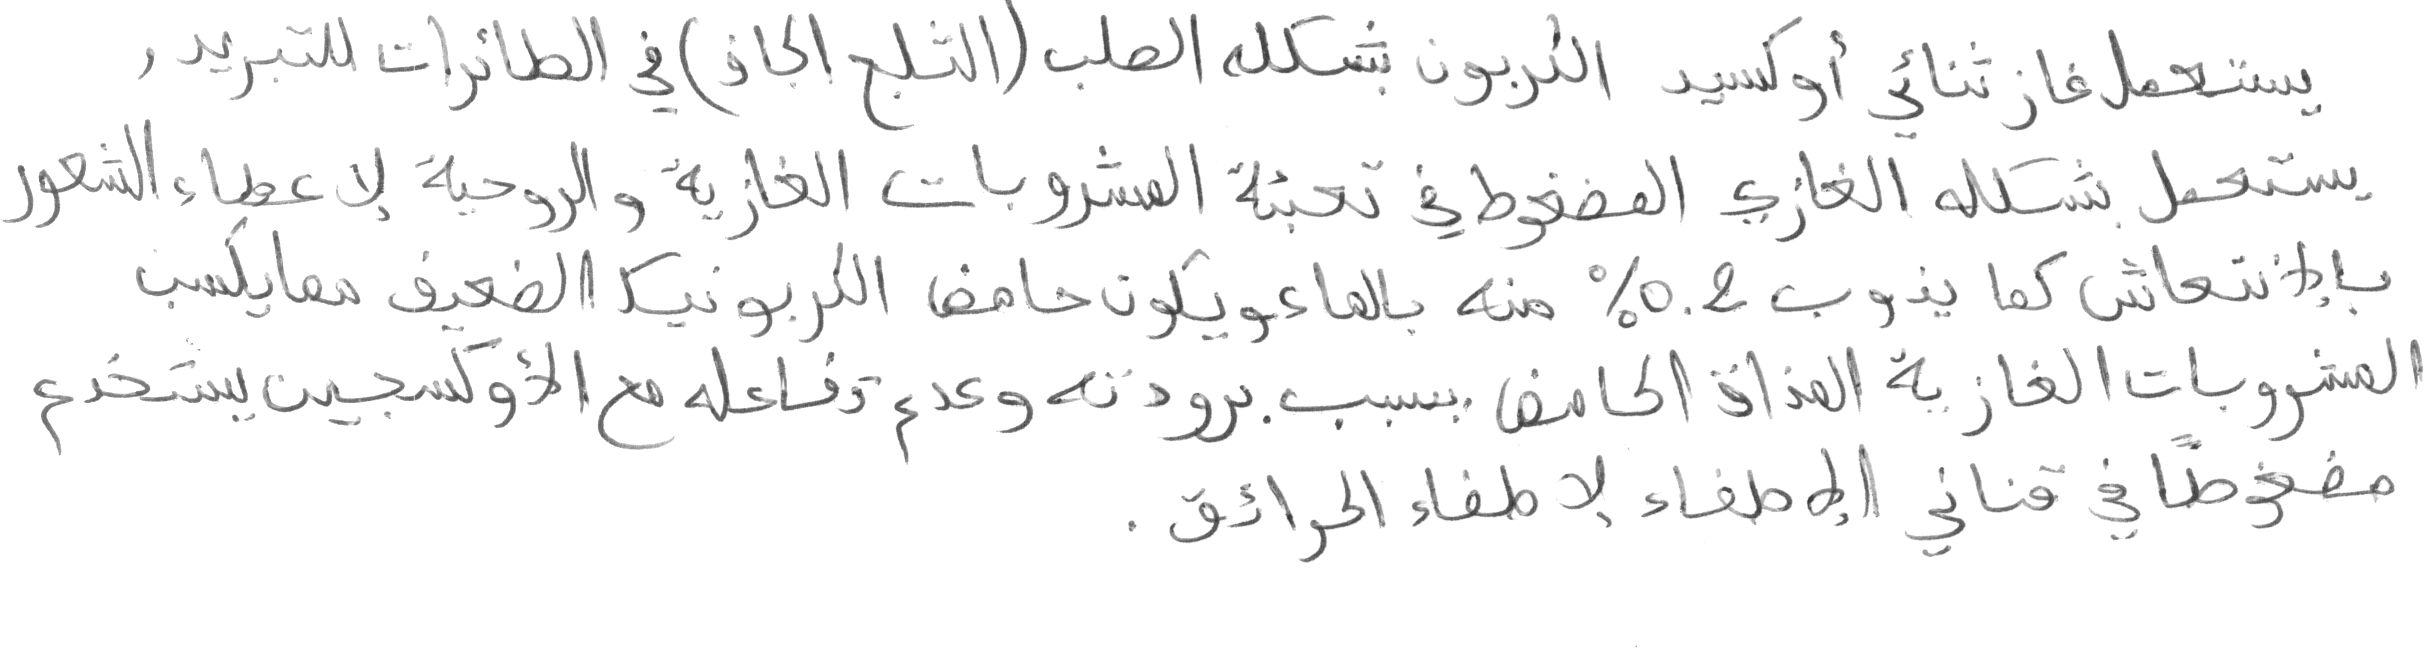 يستعمل غاز ثنائي أوكسيد الكربون بشكله الصلب (الثلج الجاف) في الطائرات للتبريد ,
يستعمل بشكله الغازي المضغوط في تعبئة المشروبات الغازية والروحية لإعطاء الشعور
بالإنتعاش كما يذوب 0.2% منه بالماء ويكون حامض الكربونيك الضعيف مما يكسب
المشروبات الغازية المذاق الحامض بسبب برودته وعدم تفاعله مع الأوكسجين يستخدم
مضغوطًا في قناني الإطفاء لإطفاء الحرائق .